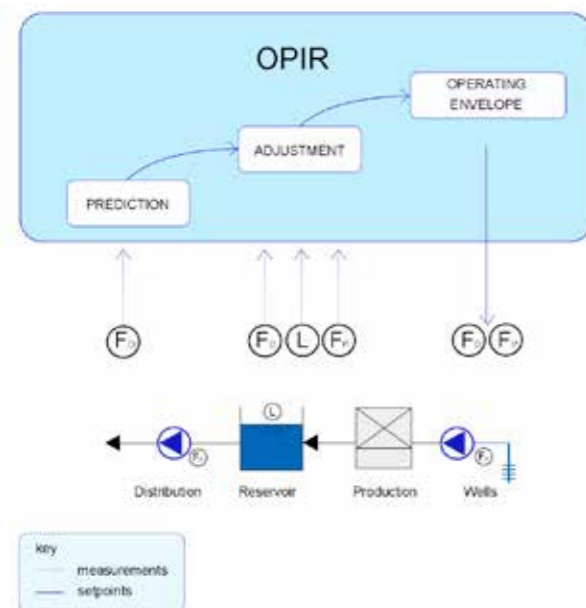 OPIR
OPERATING
ENVELOPE
ADJUSTMENT
PREDICTION
F
F
L
F
F
F
L
F
F
Distribution
Reservoir
Production
Wells
key
measurements
setpoints